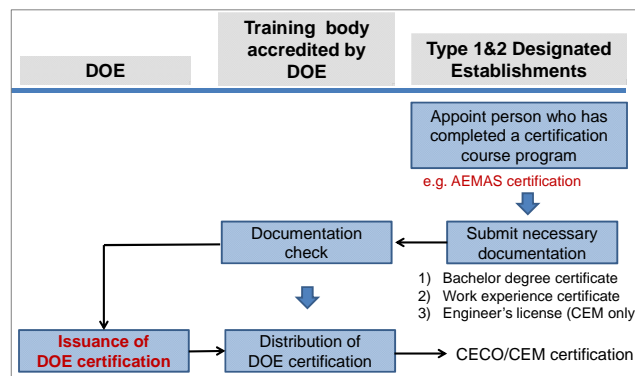 DOE
Training body
accredited by
DOE
Type 1&2 Designated
Establishments
Appoint person who has
completed a certification
course program
e.g. AEMAS certification
Documentation
check
Submit necessary
documentation
1) Bachelor degree certificate
2) Work experience certificate
3) Engineer's license (CEM only
Issuance of
DOE certification
Distribution of
DOE certification
CECO/CEM certification